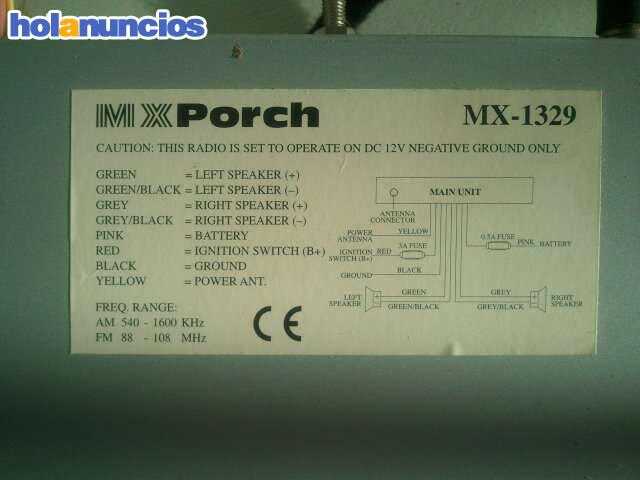 holanuncios
MX Porch MX-1329
CAUTION: THIS RADIO IS SET TO OPERATE ON DC 12V NEGATIVE GROUND ONLY
GREEN = LEFT SPEAKER (+)
GREEN/BLACK = LEFT SPEAKER (–)
GREY = RIGHT SPEAKER (+)
GREY/BLACK = RIGHT SPEAKER (–)
PINK = BATTERY
RED = IGNITION SWITCH (B+)
BLACK = GROUND
YELLOW = POWER ANT.
FREQ. RANGE:
AM 540 - 1600 KHz
FM 88 - 108 MHz
CE
MAIN UNIT
ANTENNA
CONNECTOR
POWER
ANTENNA
YELLOW
IGNITION
SWITCH (B+)
RED
3A FUSE
GROUND
BLACK
0.5A FUSE
PINK
BATTERY
LEFT
SPEAKER
GREEN
GREEN/BLACK
GREY
GREY/BLACK
RIGHT
SPEAKER